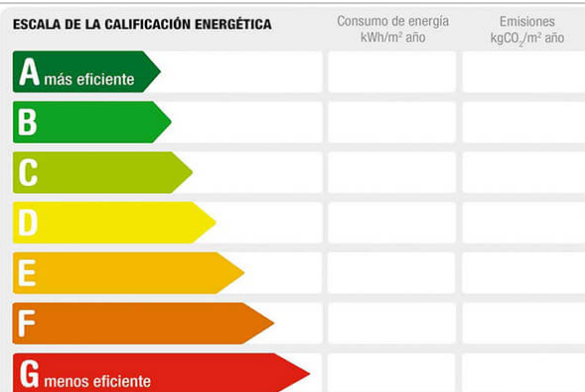 ESCALA DE LA CALIFICACIÓN ENERGÉTICA
Consumo de energía
kWh/m² año
Emisiones
kgCO₂/m² año
A más eficiente
B
C
D
E
F
G menos eficiente